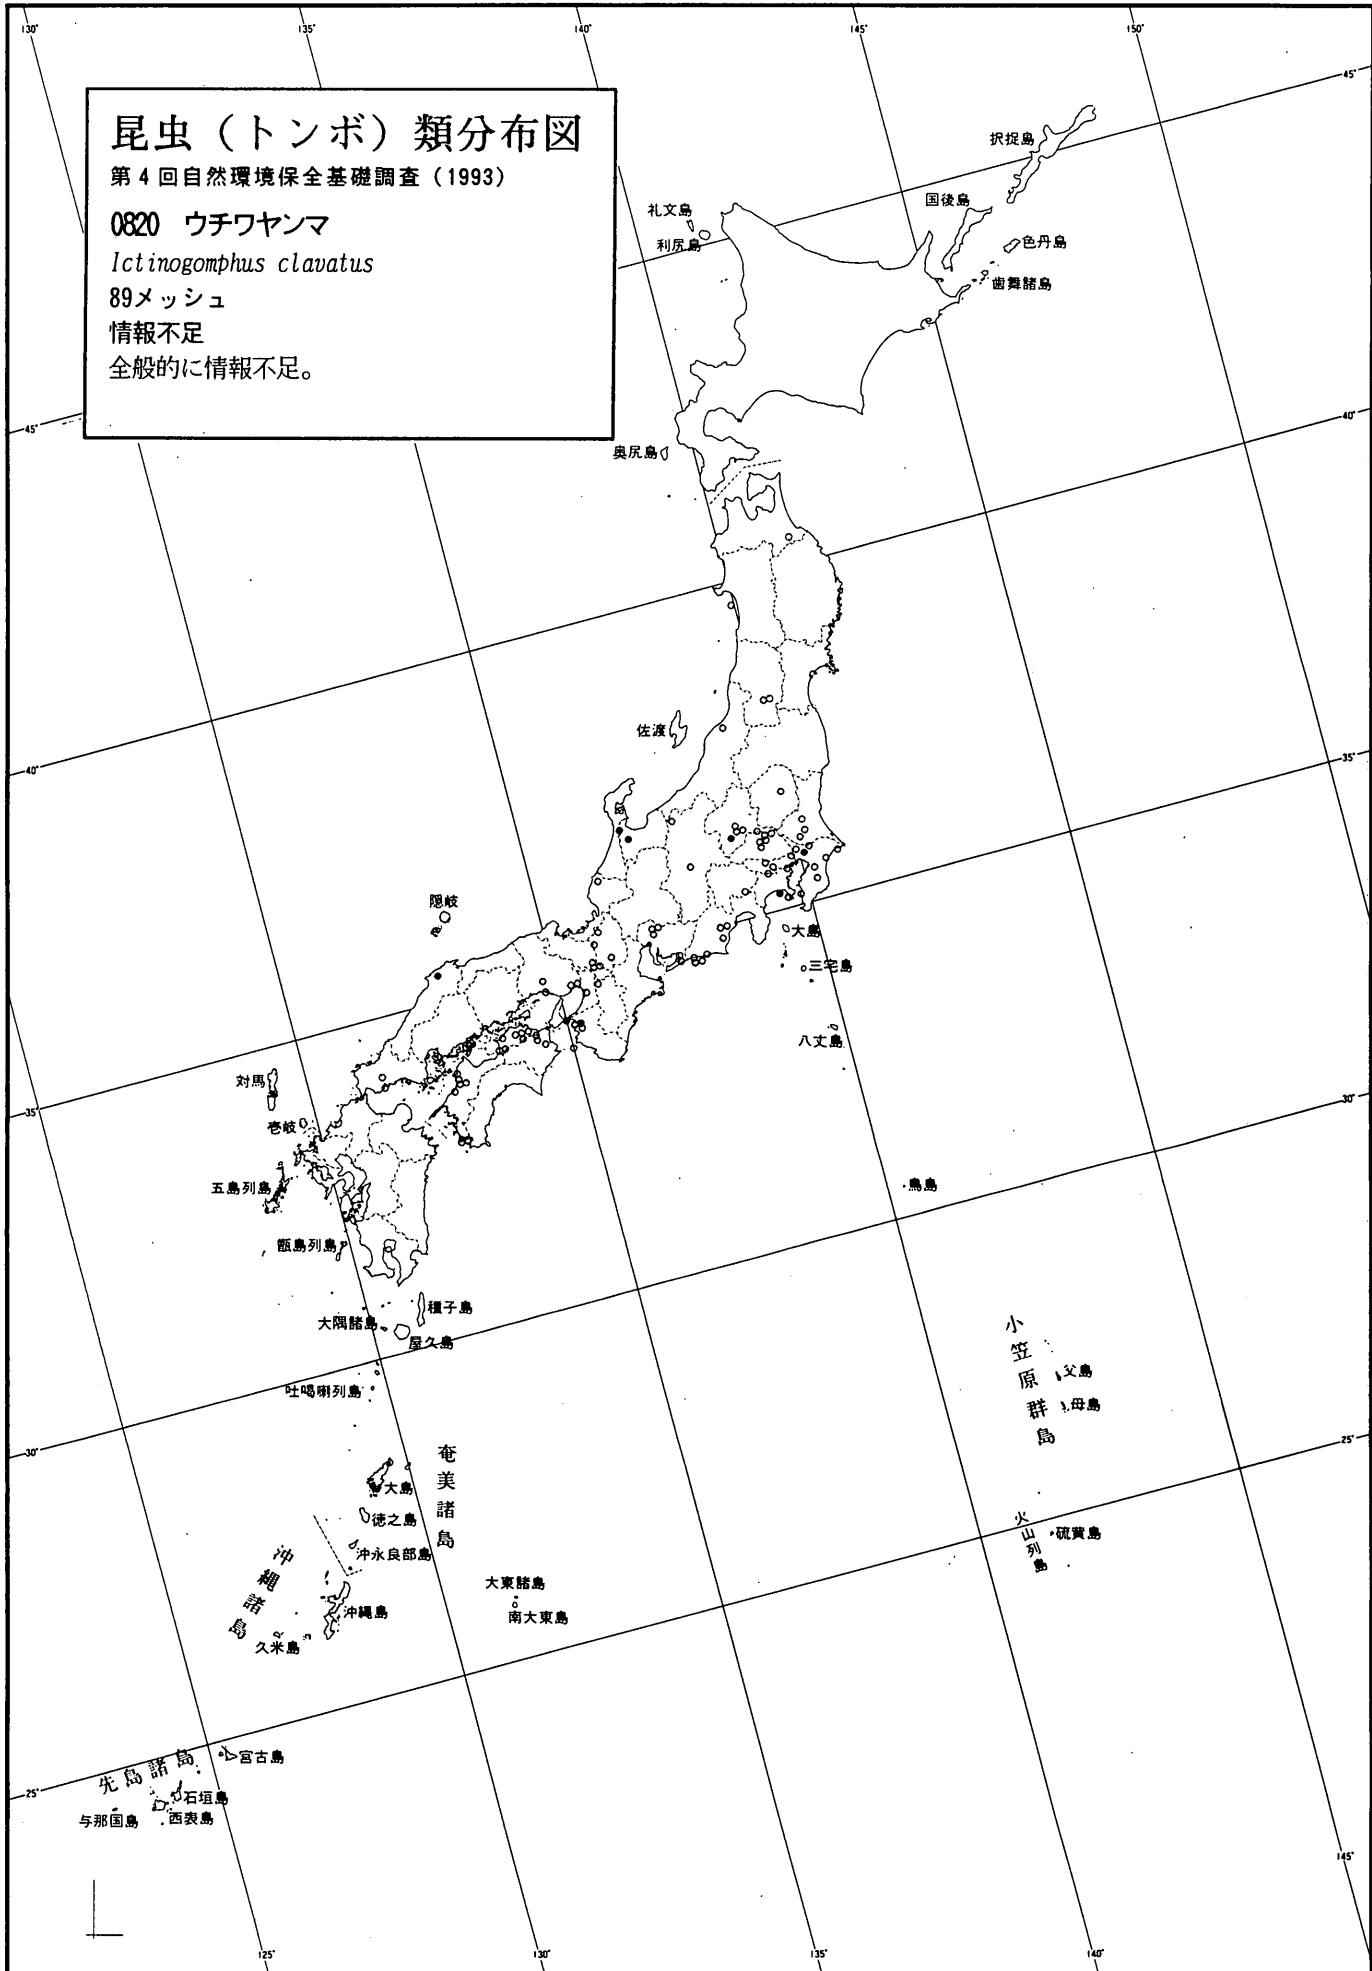 130°
140°
145°
150°
45°
昆虫（トンボ）類分布図
第4回自然環境保全基礎調査（1993）
0820 ウチワヤンマ
Ictinogomphus clavatus
89メッシュ
情報不足
全般的に情報不足。
択捉島
国後島
色丹島
歯舞諸島
礼文島
利尻島
45°
40°
奥尻島
佐渡
40°
35°
隠岐
大島
三宅島
八丈島
対馬
壱岐
35°
30°
五島列島
鳥島
甑島列島
種子島
大隅諸島
屋久島
吐噶喇列島
小笠原群島
父島
母島
30°
25°
奄美諸島
大島
徳之島
沖永良部島
火山列島
硫黄島
沖縄諸島
沖縄島
久米島
大東諸島
南大東島
先島諸島
宮古島
石垣島
西表島
与那国島
25°
145°
125°
130°
135°
140°